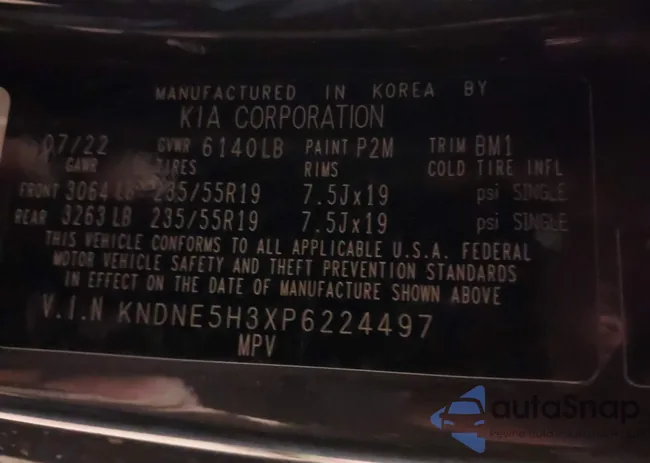 MANUFACTURED IN KOREA BY
KIA CORPORATION
07/22 GVWR 6140LB PAINT P2M TRIM BM1
GAWR TIRES RIMS COLD TIRE INFL
FRONT 3064 LB 235/55R19 7.5Jx19 psi SINGLE
REAR 3263 LB 235/55R19 7.5Jx19 psi SINGLE
THIS VEHICLE CONFORMS TO ALL APPLICABLE U.S.A. FEDERAL
MOTOR VEHICLE SAFETY AND THEFT PREVENTION STANDARDS
IN EFFECT ON THE DATE OF MANUFACTURE SHOWN ABOVE
V.I.N KNDNE5H3XP6224497
MPV
autoSnap